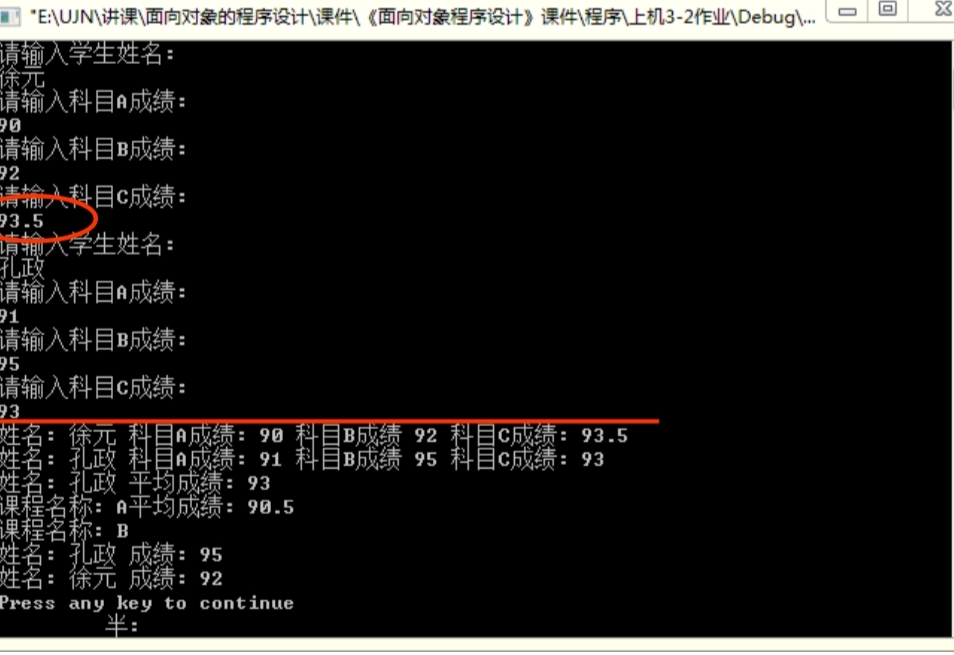 "E:\UJN\讲课\面向对象的程序设计\课件\《面向对象程序设计》课件\程序\上机3-2作业\Debug\...
请输入学生姓名:
徐元
请输入科目A成绩:
90
请输入科目B成绩:
92
请输入科目C成绩:
93.5
请输入学生姓名:
孔政
请输入科目A成绩:
91
请输入科目B成绩:
95
请输入科目C成绩:
93
姓名: 徐元 科目A成绩: 90 科目B成绩 92 科目C成绩: 93.5
姓名: 孔政 科目A成绩: 91 科目B成绩 95 科目C成绩: 93
姓名: 孔政 平均成绩: 93
课程名称: A平均成绩: 90.5
课程名称: B
姓名: 孔政 成绩: 95
姓名: 徐元 成绩: 92
Press any key to continue
半: